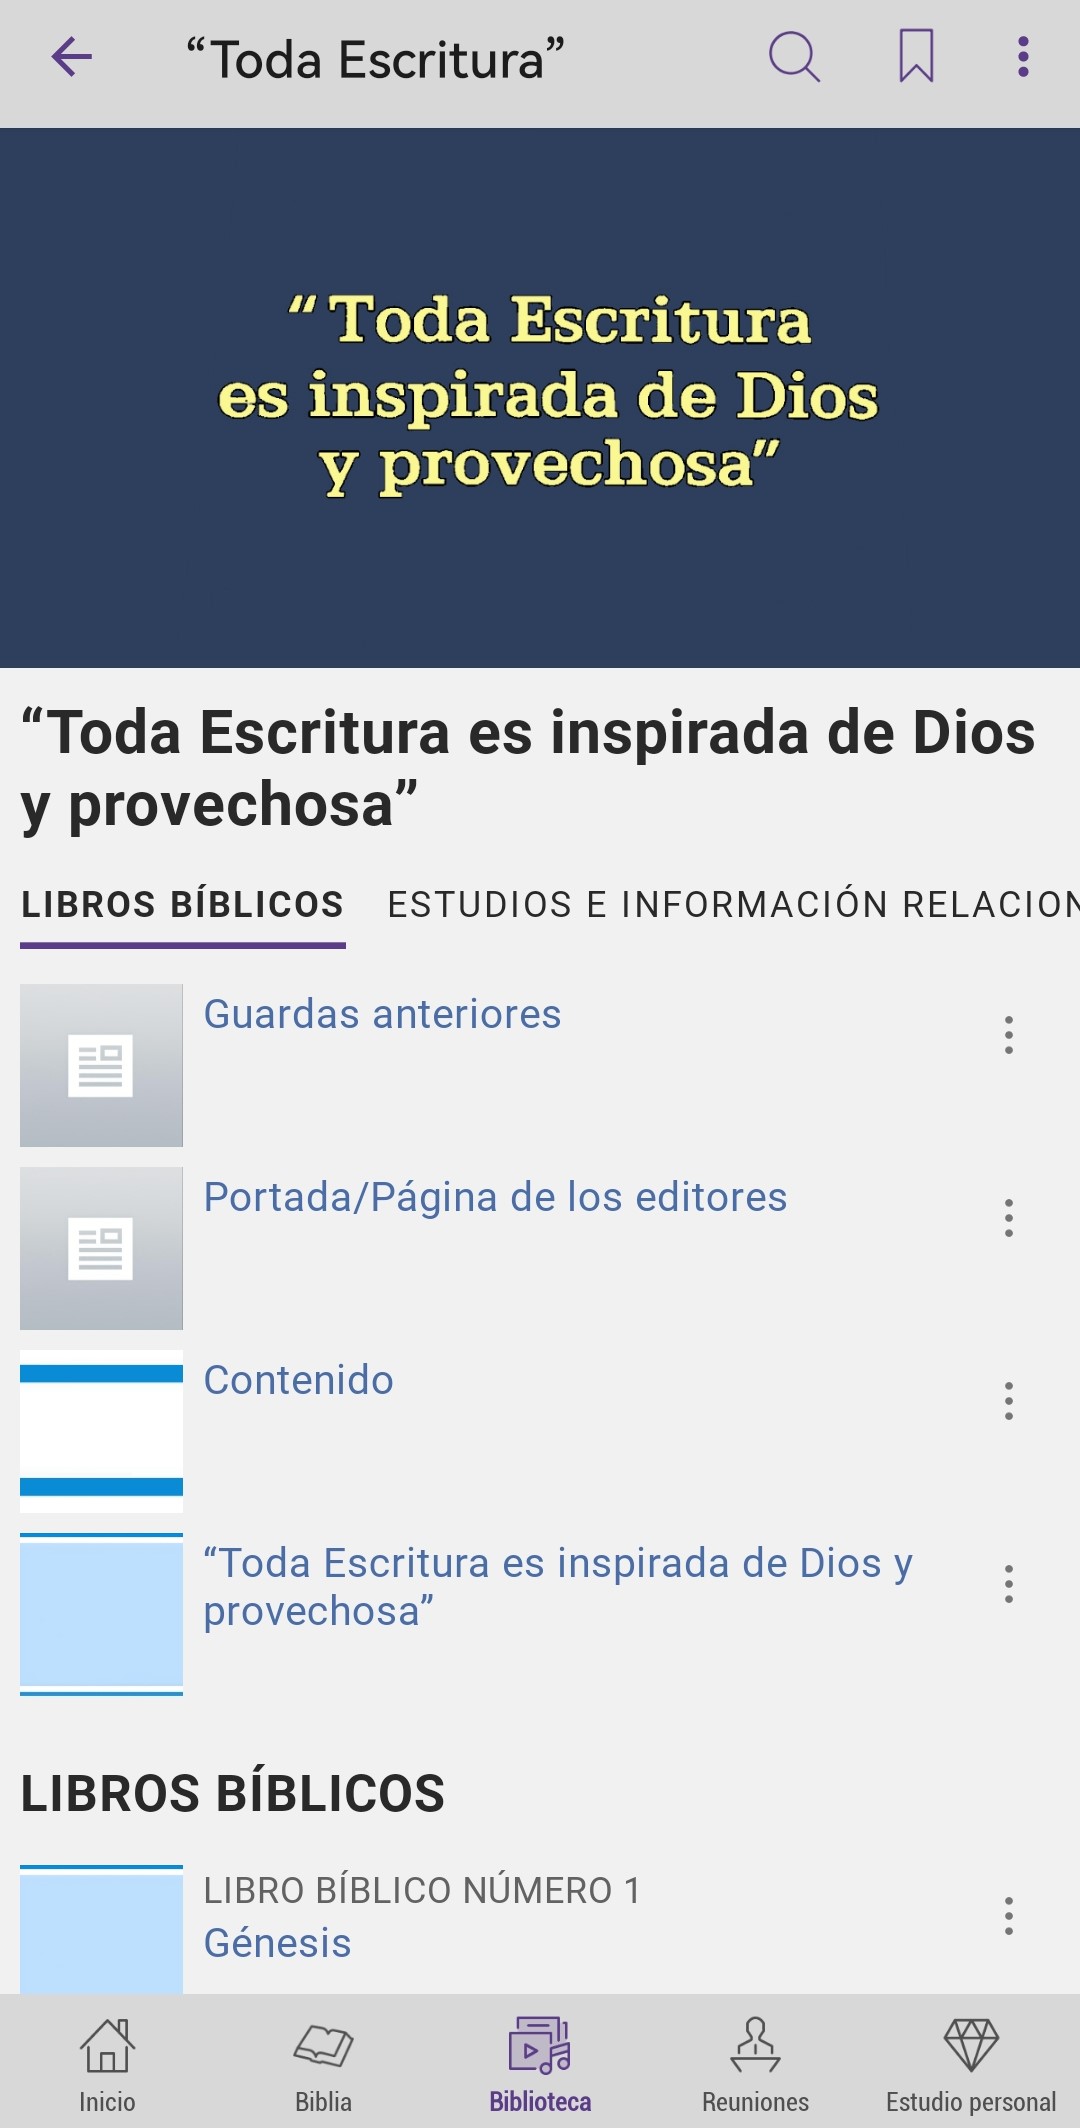 “Toda Escritura”
“Toda Escritura
es inspirada de Dios
y provechosa”
“Toda Escritura es inspirada de Dios
y provechosa”
LIBROS BÍBLICOS
ESTUDIOS E INFORMACIÓN RELACION
Guardas anteriores
Portada/Página de los editores
Contenido
“Toda Escritura es inspirada de Dios y
provechosa”
LIBROS BÍBLICOS
LIBRO BÍBLICO NÚMERO 1
Génesis
Inicio
Biblia
Biblioteca
Reuniones
Estudio personal